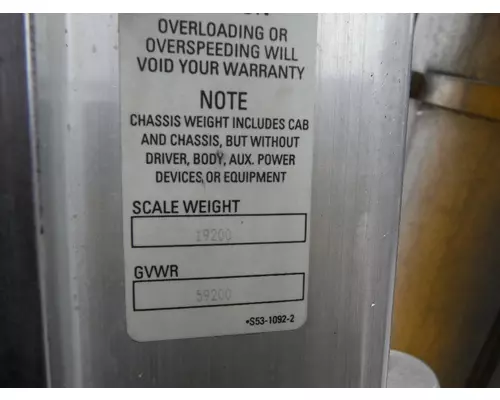 OVERLOADING OR
OVERSPEEDING WILL
VOID YOUR WARRANTY
NOTE
CHASSIS WEIGHT INCLUDES CAB
AND CHASSIS, BUT WITHOUT
DRIVER, BODY, AUX. POWER
DEVICES, OR EQUIPMENT
SCALE WEIGHT
19200
GVWR
59200
*S53-1092-2